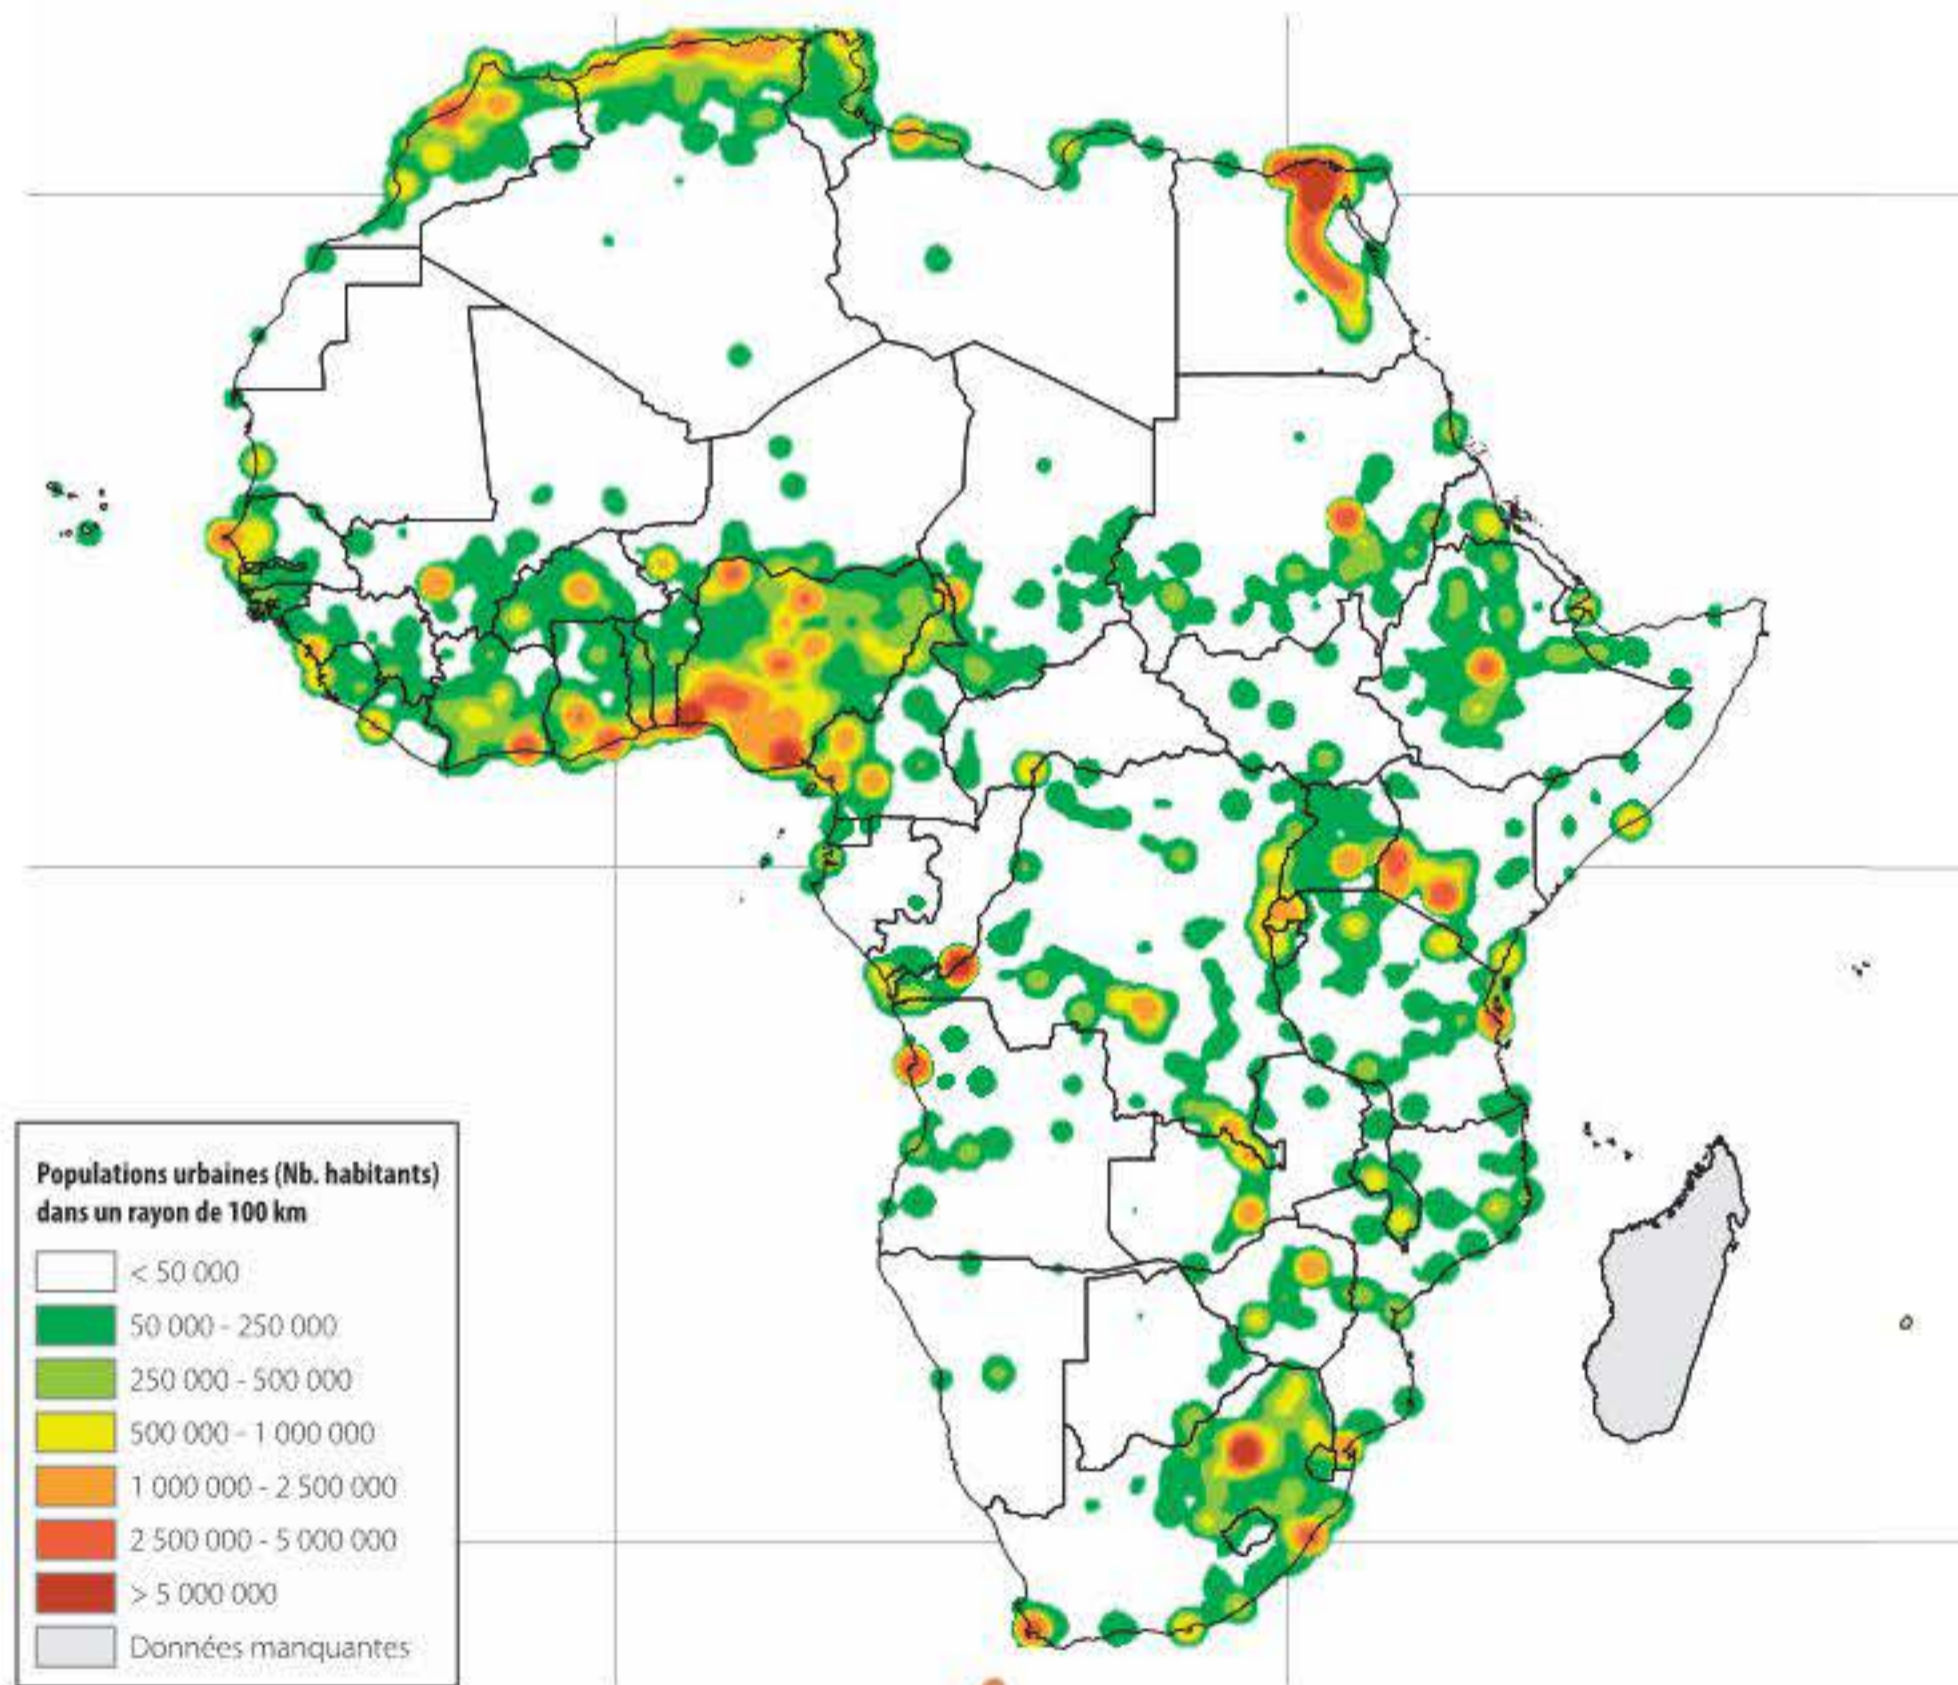 Populations urbaines (Nb. habitants)
dans un rayon de 100 km
< 50 000
50 000 - 250 000
250 000 - 500 000
500 000 - 1 000 000
1 000 000 - 2 500 000
2 500 000 - 5 000 000
> 5 000 000
Données manquantes